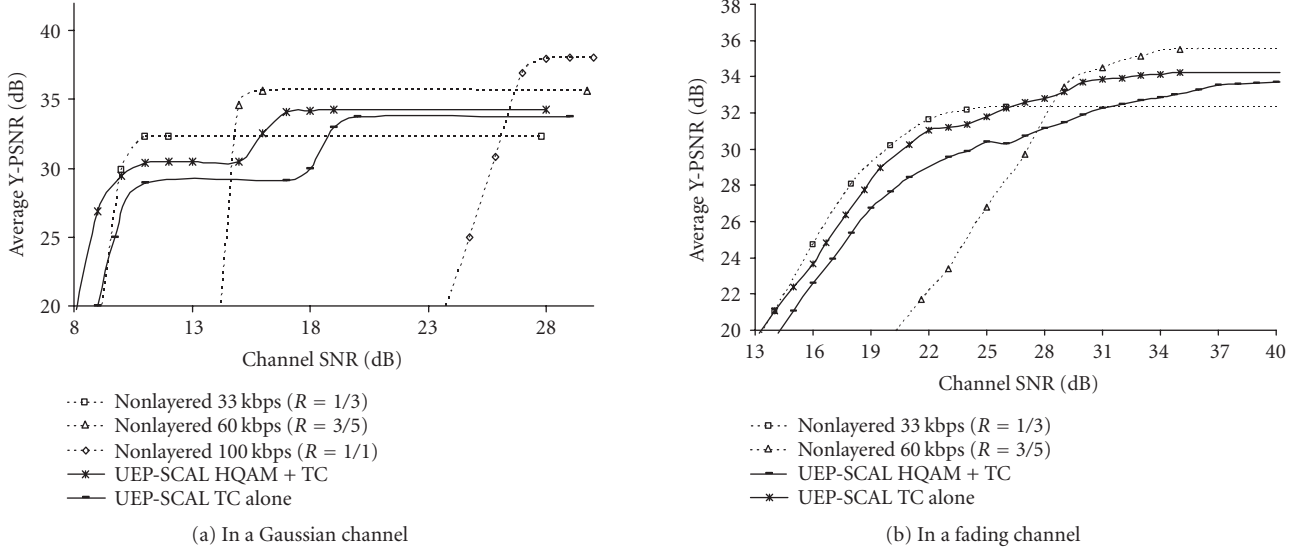 40
35
30
25
20
Average Y-PSNR (dB)
8 13 18 23 28
Channel SNR (dB)
Nonlayered 33 kbps (R = 1/3)
Nonlayered 60 kbps (R = 3/5)
Nonlayered 100 kbps (R = 1/1)
UEP-SCAL HQAM + TC
UEP-SCAL TC alone
(a) In a Gaussian channel
38
36
34
32
30
28
26
24
22
20
Average Y-PSNR (dB)
13 16 19 22 25 28 31 34 37 40
Channel SNR (dB)
Nonlayered 33 kbps (R = 1/3)
Nonlayered 60 kbps (R = 3/5)
UEP-SCAL HQAM + TC
UEP-SCAL TC alone
(b) In a fading channel